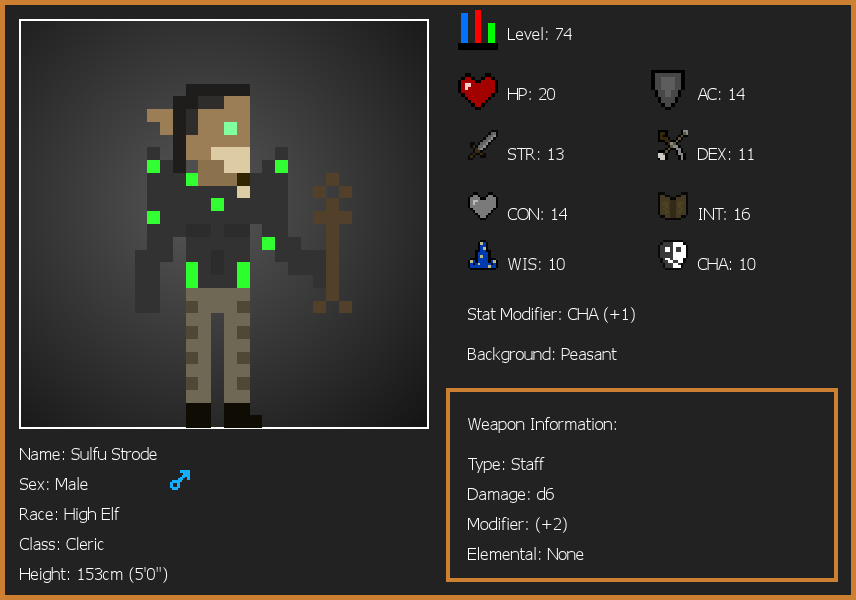 Level: 74
HP: 20
AC: 14
STR: 13
DEX: 11
CON: 14
INT: 16
WIS: 10
CHA: 10
Stat Modifier: CHA (+1)
Background: Peasant
Weapon Information:
Type: Staff
Damage: d6
Modifier: (+2)
Elemental: None
Name: Sulfu Strode
Sex: Male
Race: High Elf
Class: Cleric
Height: 153cm (5'0")